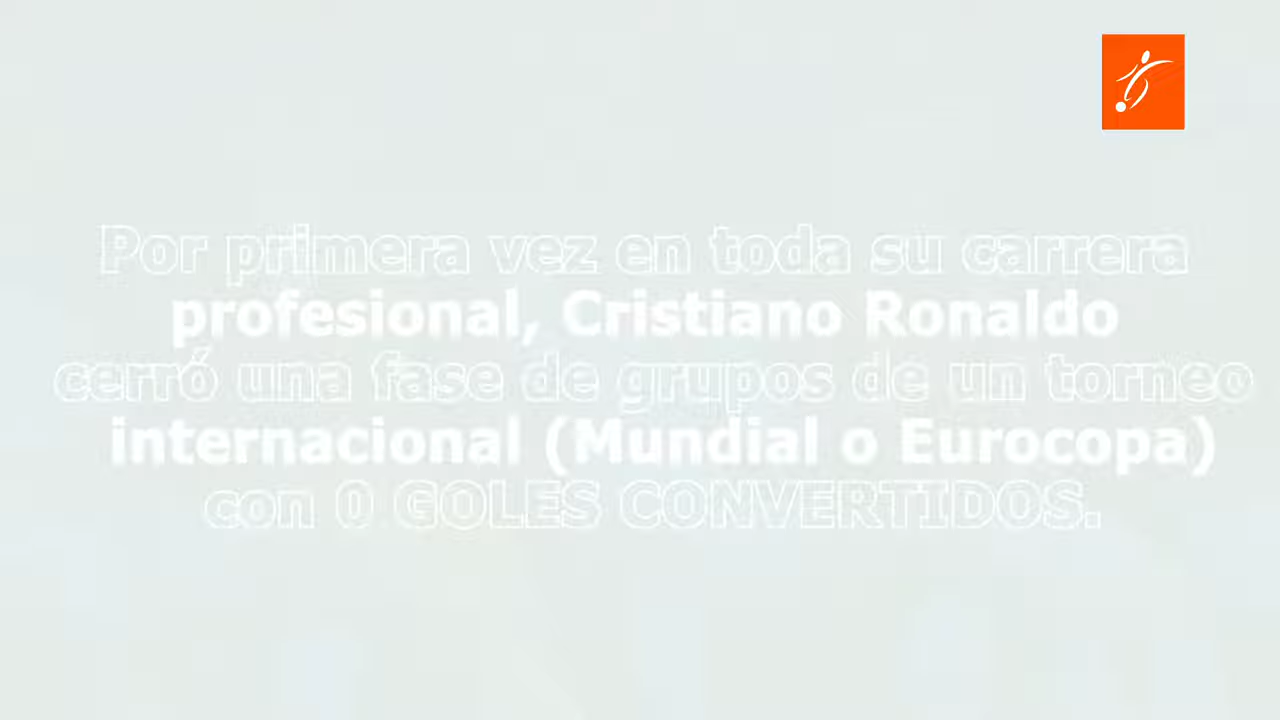 Por primera vez en toda su carrera
profesional, Cristiano Ronaldo
cerró una fase de grupos de un torneo
internacional (Mundial o Eurocopa)
con 0 GOLES CONVERTIDOS.